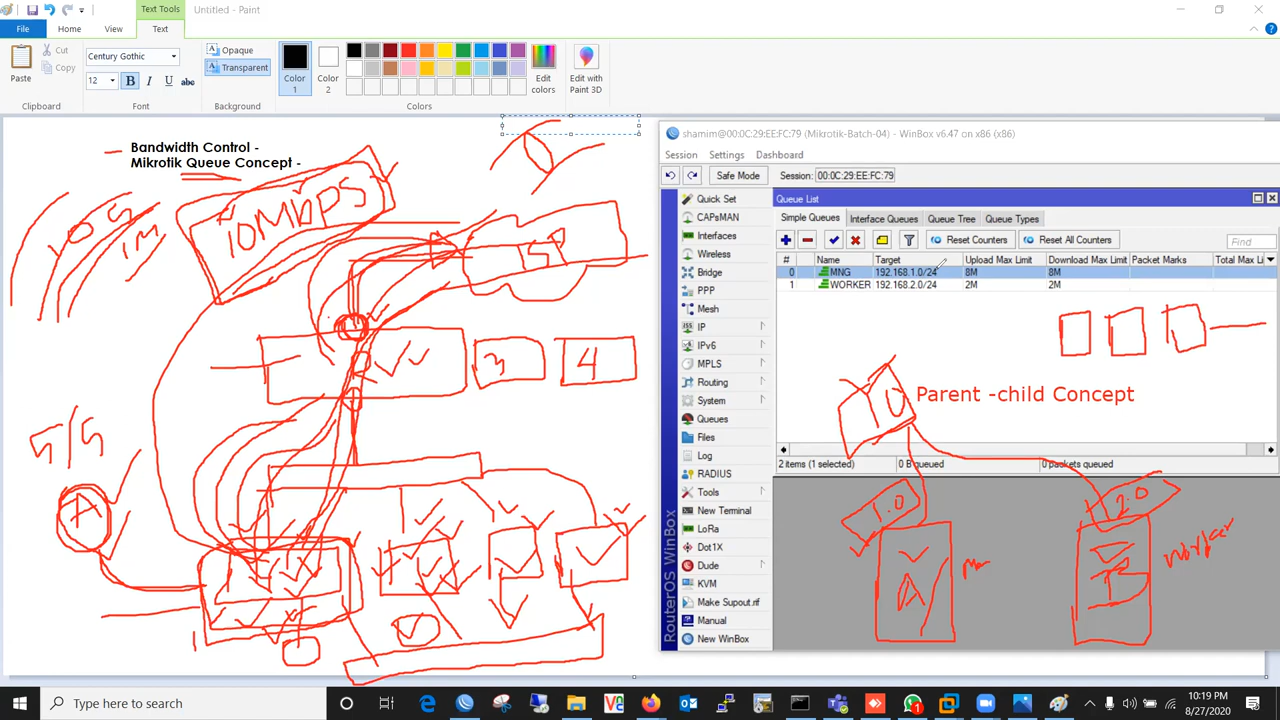 Text Tools
Untitled - Paint
File
Home
View
Text
Paste
Cut
Copy
Clipboard
Century Gothic
12
B I U abc
Font
Opaque
Transparent
Background
Color 1
Color 2
Colors
Edit colors
Edit with Paint 3D
Bandwidth Control -
Mikrotik Queue Concept -
10Mbps
1M
5
3
4
5/5
A
shamim@00:0C:29:EE:FC:79 (Mikrotik-Batch-04) - WinBox v6.47 on x86 (x86)
Session Settings Dashboard
Safe Mode Session: 00:0C:29:EE:FC:79
Quick Set
CAPsMAN
Interfaces
Wireless
Bridge
PPP
Mesh
IP
IPv6
MPLS
Routing
System
Queues
Files
Log
RADIUS
Tools
New Terminal
LoRa
Dot1X
Dude
KVM
Make Supout.rif
Manual
New WinBox
RouterOS WinBox
Queue List
Simple Queues Interface Queues Queue Tree Queue Types
Reset Counters Reset All Counters Find
# Name Target Upload Max Limit Download Max Limit Packet Marks Total Max Li
0 MNG 192.168.1.0/24 8M 8M
1 WORKER 192.168.2.0/24 2M 2M
Parent -child Concept
2 items (1 selected) 0 B queued 0 packets queued
1.0
2.0
A
worker
Type here to search
1
10:19 PM
8/27/2020